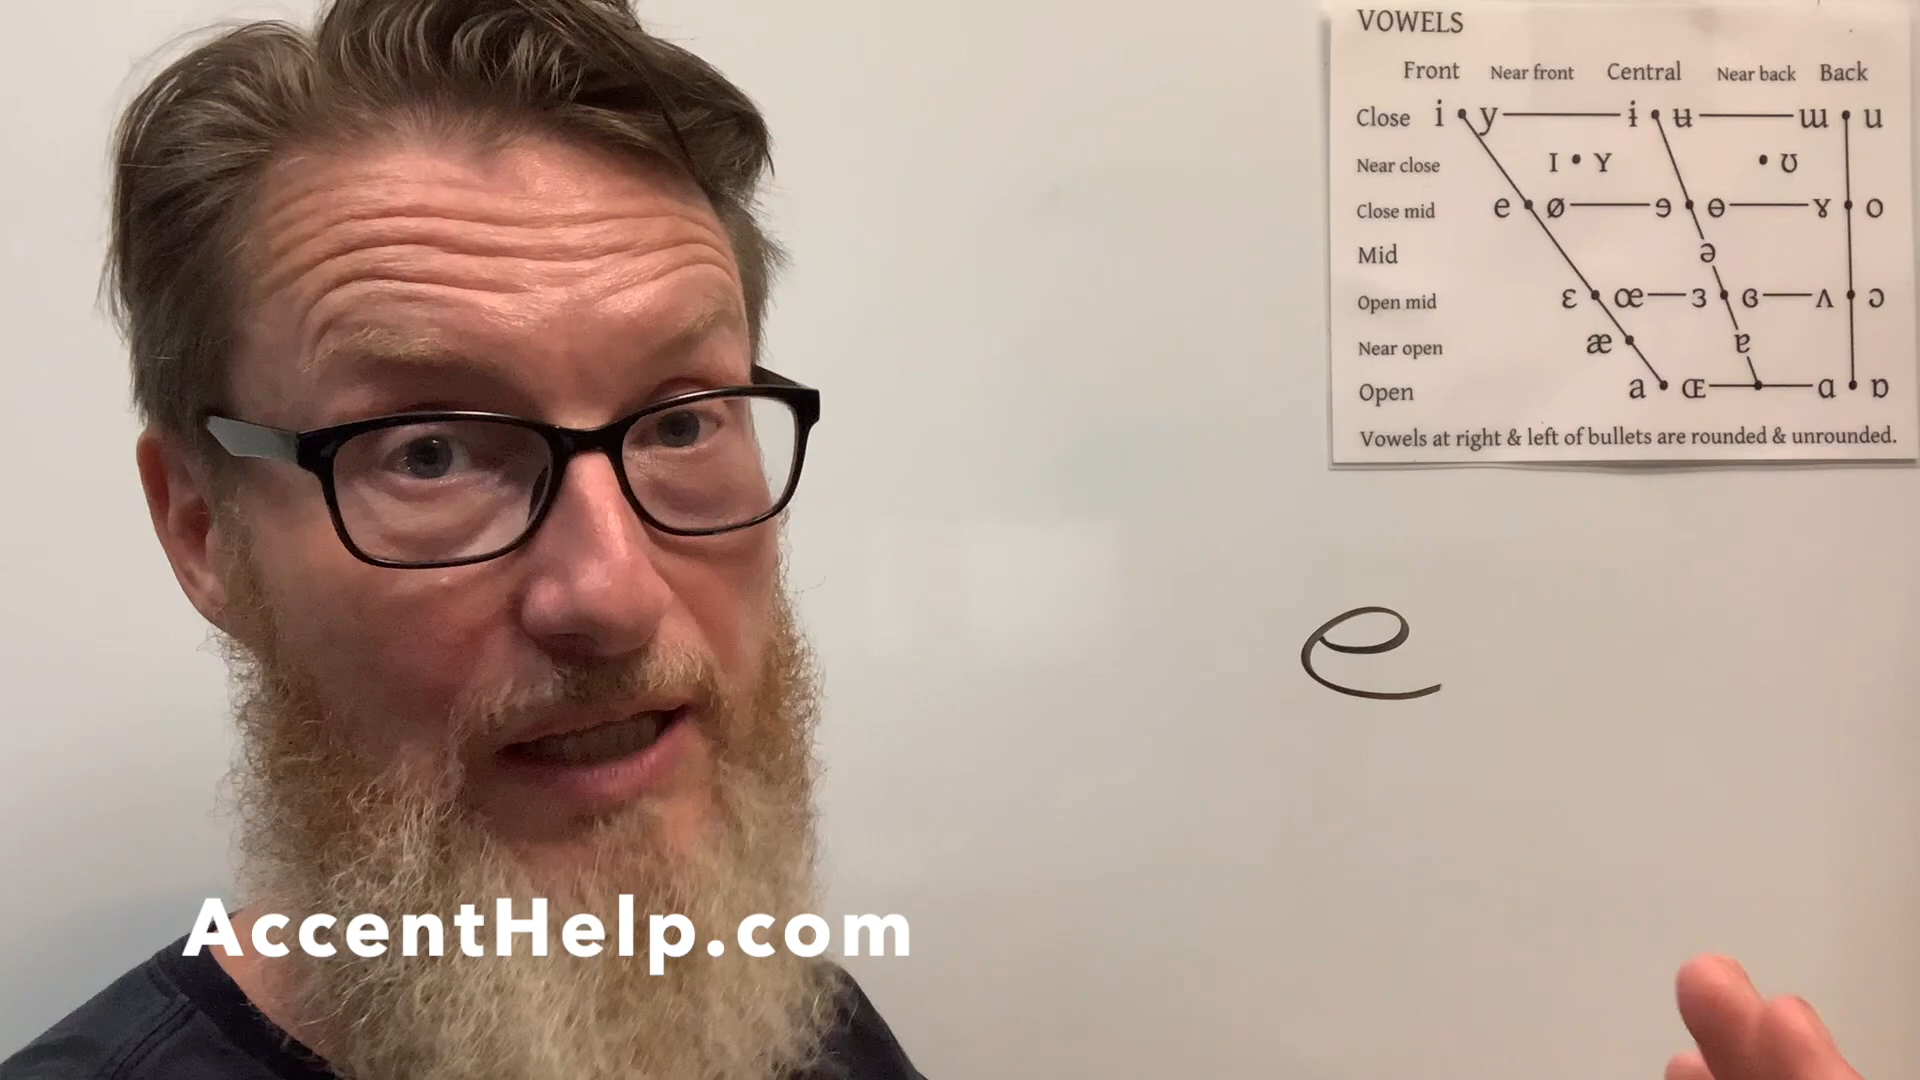 VOWELS
Front Near front Central Near back Back
Close i • y ɨ • ʉ ɯ • u
Near close ɪ • ʏ • ʊ
Close mid e • ø ɘ • ɵ ɤ • o
Mid ə
Open mid ɛ • œ ɜ • ɞ ʌ • ɔ
Near open æ • ɐ
Open a • ɶ • ɑ • ɒ
Vowels at right & left of bullets are rounded & unrounded.
e
AccentHelp.com